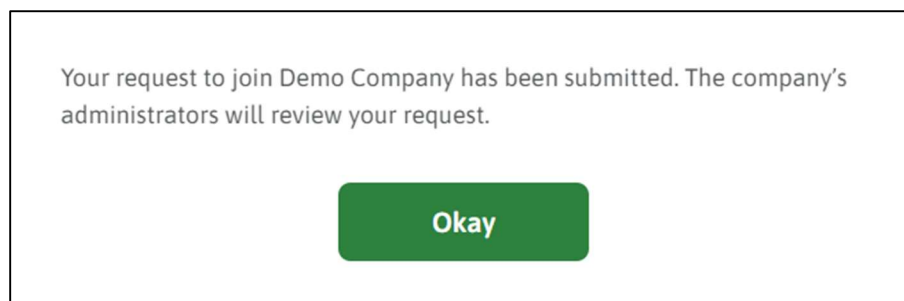 Your request to join Demo Company has been submitted. The company’s
administrators will review your request.
Okay